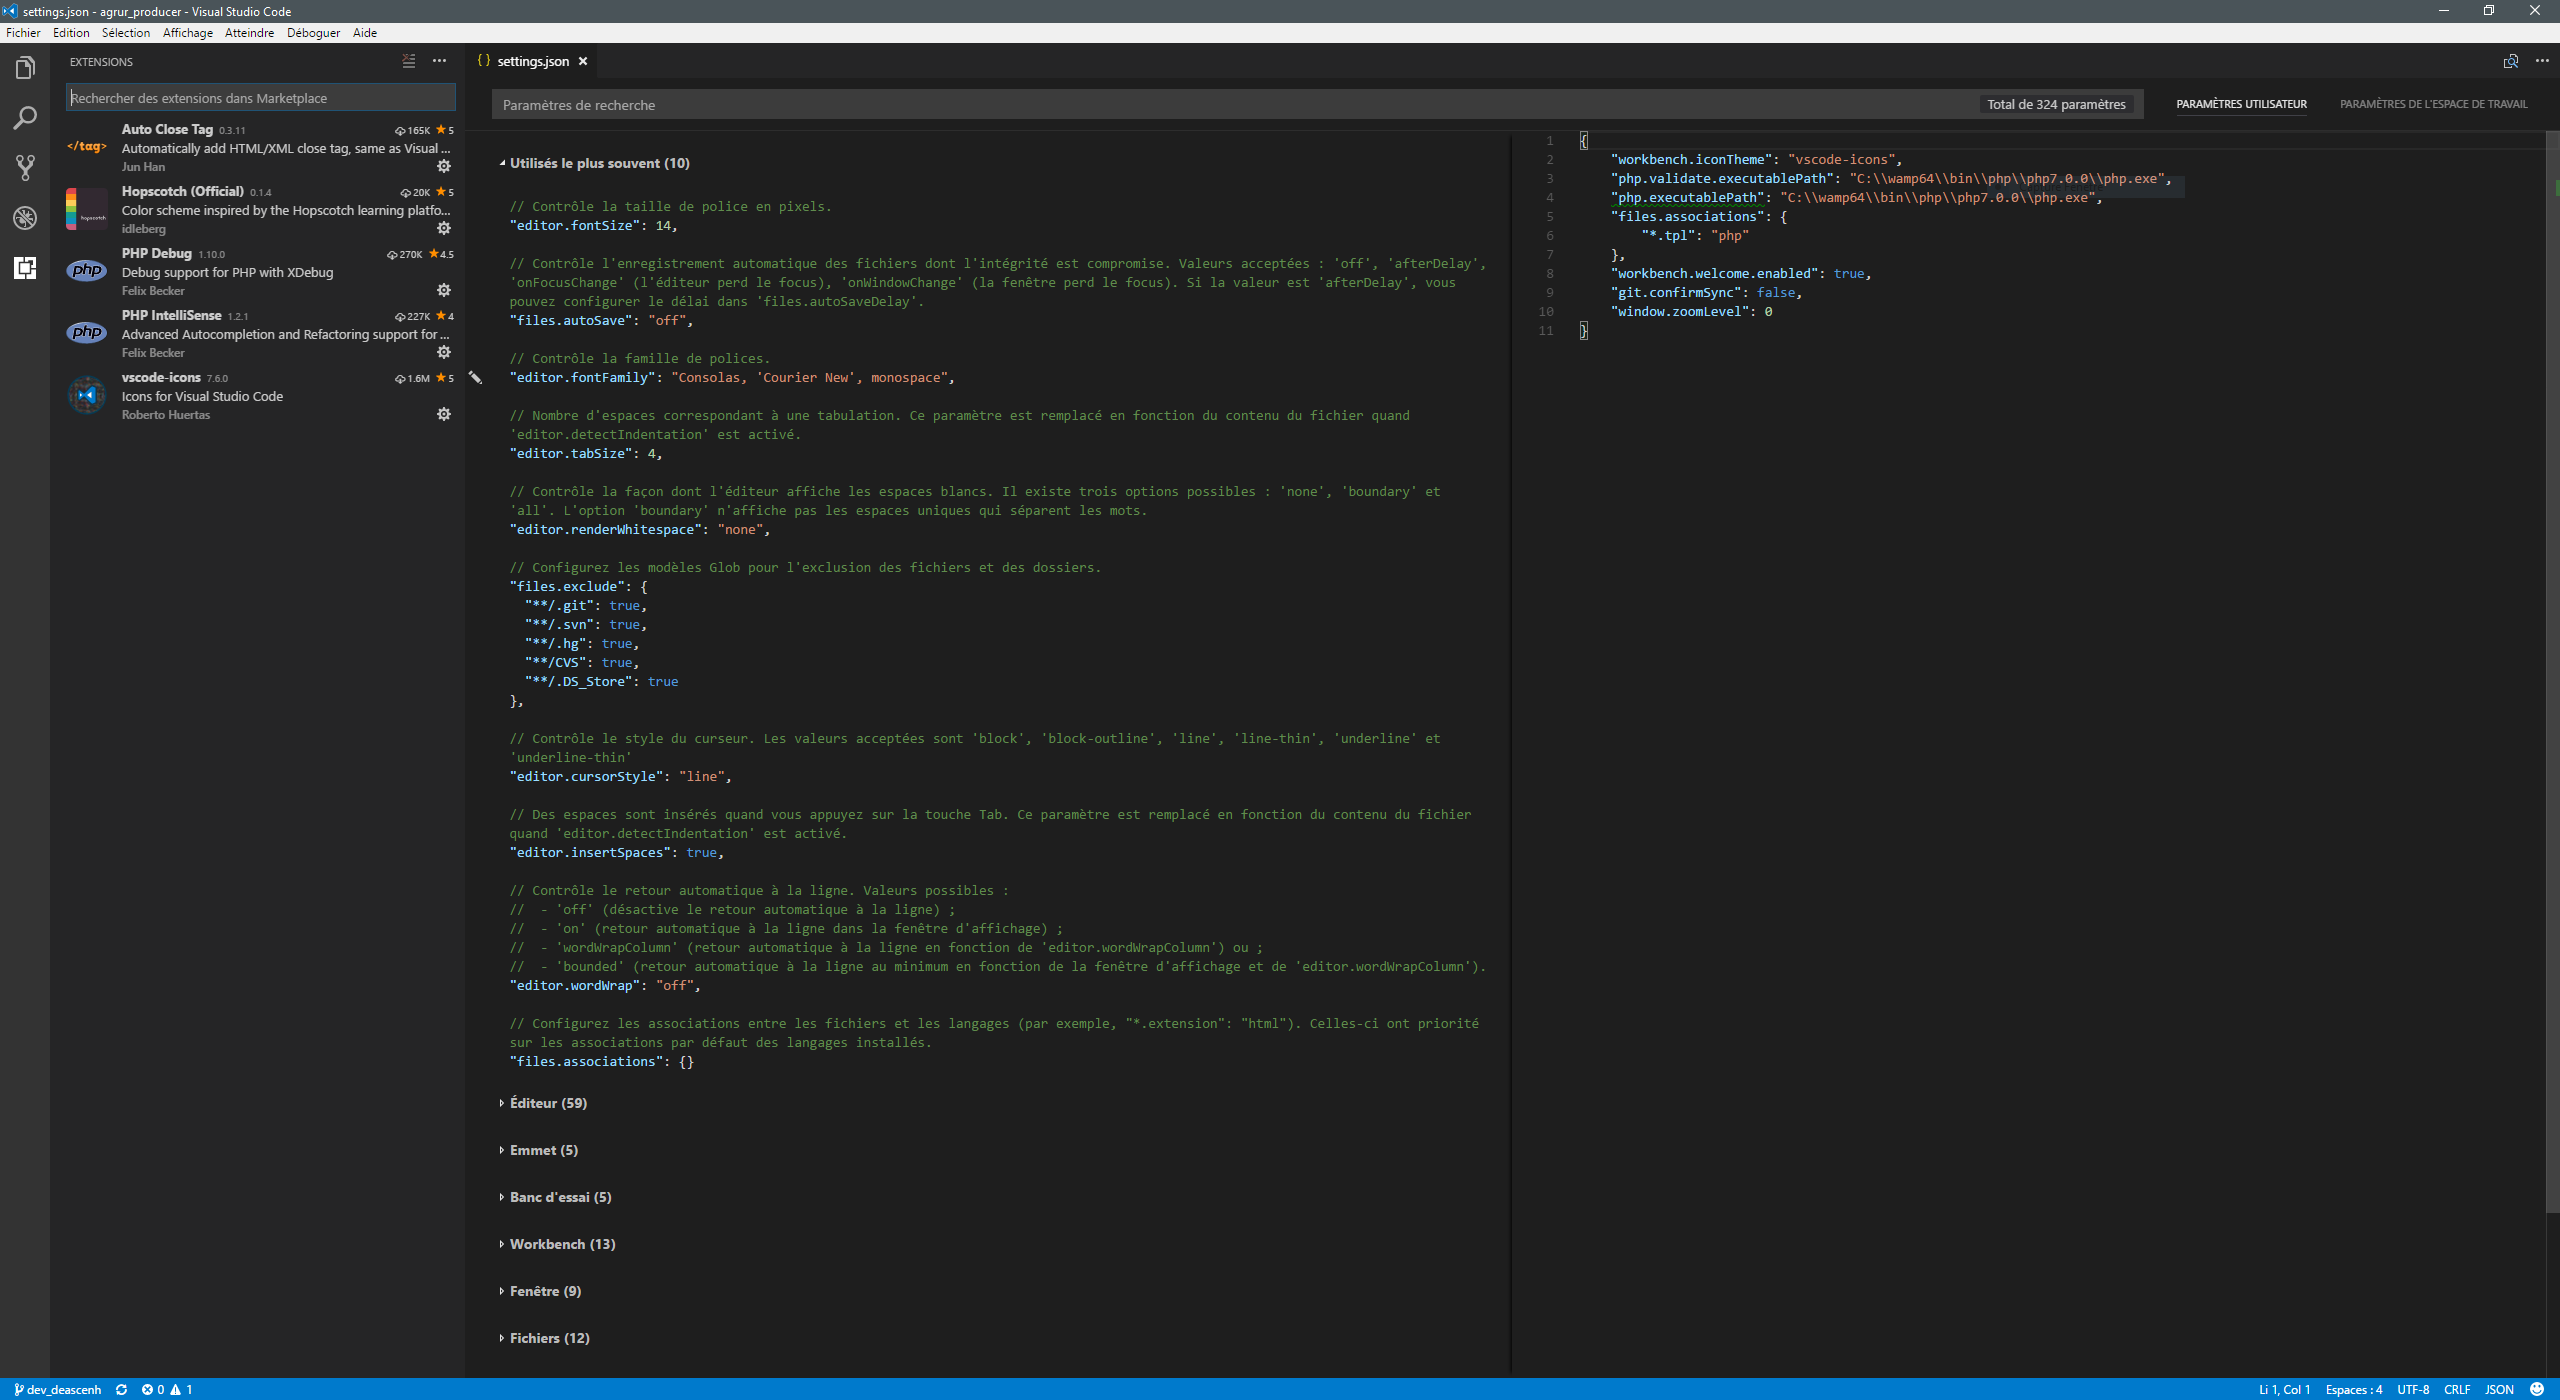 settings.json - agrur_producer - Visual Studio Code
Fichier Edition Sélection Affichage Atteindre Déboguer Aide
EXTENSIONS
Rechercher des extensions dans Marketplace
</tag>
Auto Close Tag 0.3.11 165K 5
Automatically add HTML/XML close tag, same as Visual ...
Jun Han
hopscotch
Hopscotch (Official) 0.1.4 20K 5
Color scheme inspired by the Hopscotch learning platfo...
idleberg
php
PHP Debug 1.10.0 270K 4.5
Debug support for PHP with XDebug
Felix Becker
php
PHP IntelliSense 1.2.1 227K 4
Advanced Autocompletion and Refactoring support for ...
Felix Becker
vscode-icons 7.6.0 1.6M 5
Icons for Visual Studio Code
Roberto Huertas
{ } settings.json
Paramètres de recherche Total de 324 paramètres PARAMÈTRES UTILISATEUR PARAMÈTRES DE L'ESPACE DE TRAVAIL
Utilisés le plus souvent (10)
// Contrôle la taille de police en pixels.
"editor.fontSize": 14,
// Contrôle l'enregistrement automatique des fichiers dont l'intégrité est compromise. Valeurs acceptées : 'off', 'afterDelay',
'onFocusChange' (l'éditeur perd le focus), 'onWindowChange' (la fenêtre perd le focus). Si la valeur est 'afterDelay', vous
pouvez configurer le délai dans 'files.autoSaveDelay'.
"files.autoSave": "off",
// Contrôle la famille de polices.
"editor.fontFamily": "Consolas, 'Courier New', monospace",
// Nombre d'espaces correspondant à une tabulation. Ce paramètre est remplacé en fonction du contenu du fichier quand
'editor.detectIndentation' est activé.
"editor.tabSize": 4,
// Contrôle la façon dont l'éditeur affiche les espaces blancs. Il existe trois options possibles : 'none', 'boundary' et
'all'. L'option 'boundary' n'affiche pas les espaces uniques qui séparent les mots.
"editor.renderWhitespace": "none",
// Configurez les modèles Glob pour l'exclusion des fichiers et des dossiers.
"files.exclude": {
"**/.git": true,
"**/.svn": true,
"**/.hg": true,
"**/CVS": true,
"**/.DS_Store": true
},
// Contrôle le style du curseur. Les valeurs acceptées sont 'block', 'block-outline', 'line', 'line-thin', 'underline' et
'underline-thin'
"editor.cursorStyle": "line",
// Des espaces sont insérés quand vous appuyez sur la touche Tab. Ce paramètre est remplacé en fonction du contenu du fichier
quand 'editor.detectIndentation' est activé.
"editor.insertSpaces": true,
// Contrôle le retour automatique à la ligne. Valeurs possibles :
// - 'off' (désactive le retour automatique à la ligne) ;
// - 'on' (retour automatique à la ligne dans la fenêtre d'affichage) ;
// - 'wordWrapColumn' (retour automatique à la ligne en fonction de 'editor.wordWrapColumn') ou ;
// - 'bounded' (retour automatique à la ligne au minimum en fonction de la fenêtre d'affichage et de 'editor.wordWrapColumn').
"editor.wordWrap": "off",
// Configurez les associations entre les fichiers et les langages (par exemple, "*.extension": "html"). Celles-ci ont priorité
sur les associations par défaut des langages installés.
"files.associations": {}
Éditeur (59)
Emmet (5)
Banc d'essai (5)
Workbench (13)
Fenêtre (9)
Fichiers (12)
1 {
2 "workbench.iconTheme": "vscode-icons",
3 "php.validate.executablePath": "C:\\wamp64\\bin\\php\\php7.0.0\\php.exe",
4 "php.executablePath": "C:\\wamp64\\bin\\php\\php7.0.0\\php.exe",
5 "files.associations": {
6 "*.tpl": "php"
7 },
8 "workbench.welcome.enabled": true,
9 "git.confirmSync": false,
10 "window.zoomLevel": 0
11 }
dev_deascenh 0 1 Li 1, Col 1 Espaces : 4 UTF-8 CRLF JSON